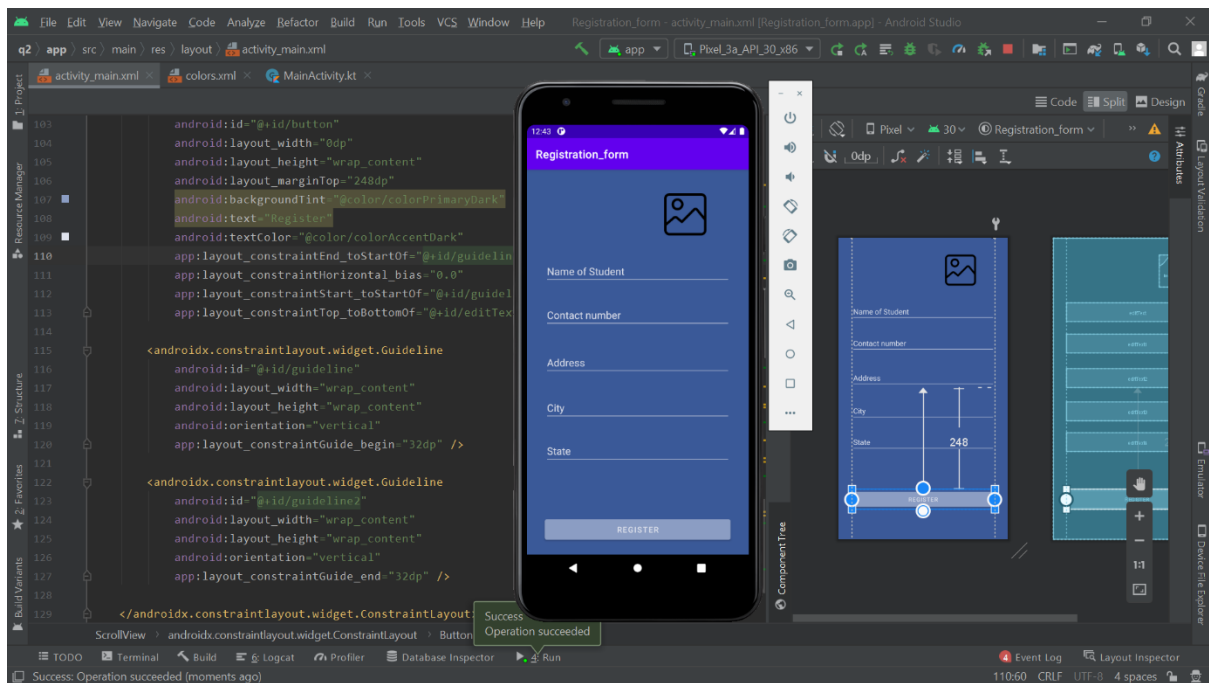 File Edit View Navigate Code Analyze Refactor Build Run Tools VCS Window Help Registration_form - activity_main.xml [Registration_form.app] - Android Studio
q2 app src main res layout activity_main.xml app Pixel_3a_API_30_x86
activity_main.xml colors.xml MainActivity.kt
Code Split Design
Pixel 30 Registration_form
0dp
1: Project
Resource Manager
Z: Structure
2: Favorites
Build Variants
103 android:id="@+id/button"
104 android:layout_width="0dp"
105 android:layout_height="wrap_content"
106 android:layout_marginTop="248dp"
107 android:backgroundTint="@color/colorPrimaryDark"
108 android:text="Register"
109 android:textColor="@color/colorAccentDark"
110 app:layout_constraintEnd_toStartOf="@+id/guidelin
111 app:layout_constraintHorizontal_bias="0.0"
112 app:layout_constraintStart_toStartOf="@+id/guidel
113 app:layout_constraintTop_toBottomOf="@+id/editTex
114
115 <androidx.constraintlayout.widget.Guideline
116 android:id="@+id/guideline"
117 android:layout_width="wrap_content"
118 android:layout_height="wrap_content"
119 android:orientation="vertical"
120 app:layout_constraintGuide_begin="32dp" />
121
122 <androidx.constraintlayout.widget.Guideline
123 android:id="@+id/guideline2"
124 android:layout_width="wrap_content"
125 android:layout_height="wrap_content"
126 android:orientation="vertical"
127 app:layout_constraintGuide_end="32dp" />
128
129 </androidx.constraintlayout.widget.ConstraintLayout>
12:43
Registration_form
Name of Student
Contact number
Address
City
State
REGISTER
Name of Student
Contact number
Address
City
State
248
REGISTER
1:1
Component Tree
Attributes
Gradle
Layout Validation
Emulator
Device File Explorer
Success
Operation succeeded
ScrollView androidx.constraintlayout.widget.ConstraintLayout Button
TODO Terminal Build 6: Logcat Profiler Database Inspector 4: Run 4 Event Log Layout Inspector
Success: Operation succeeded (moments ago) 110:60 CRLF UTF-8 4 spaces